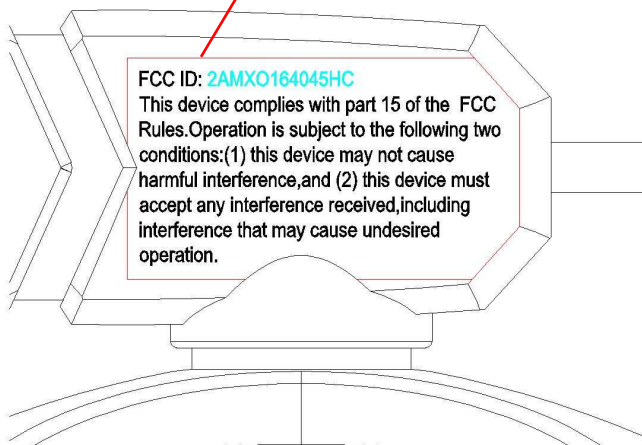 FCC ID: 2AMXO164045HC
This device complies with part 15 of the  FCC
Rules.Operation is subject to the following two
conditions:(1) this device may not cause
harmful interference,and (2) this device must
accept any interference received,including
interference that may cause undesired
operation.